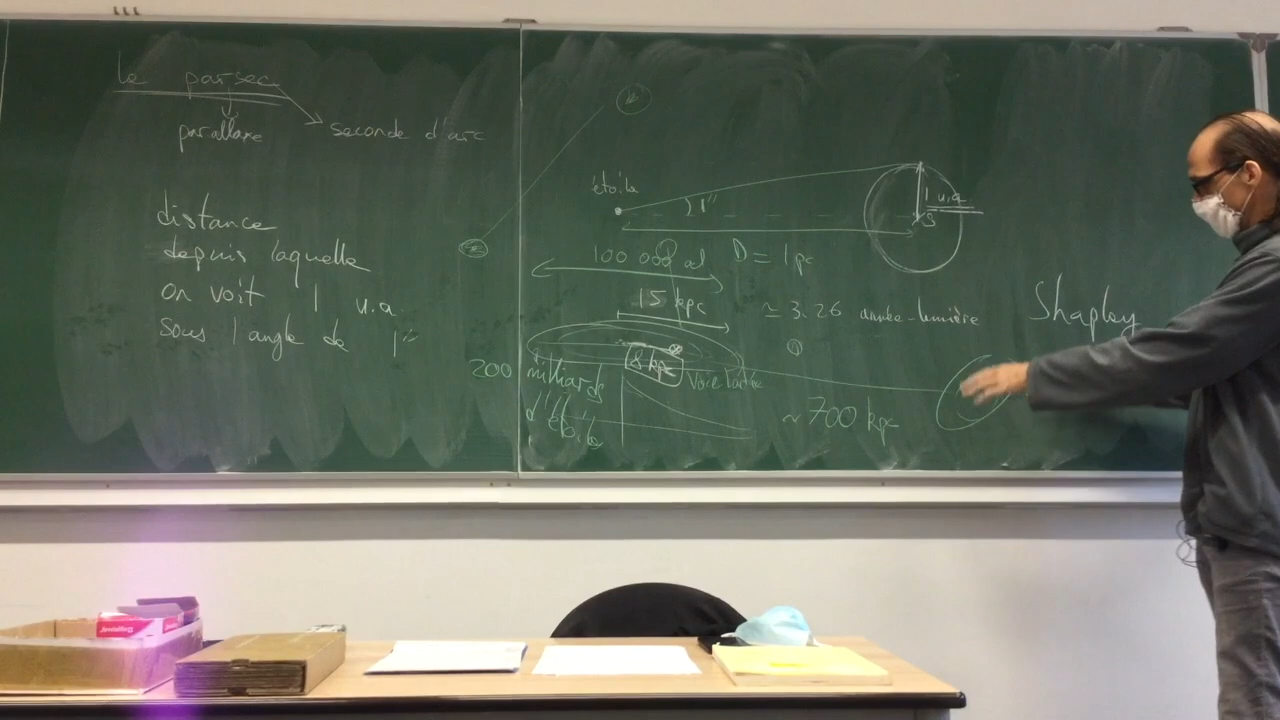 le parsec
parallaxe
seconde d'arc
distance
depuis laquelle
on voit 1 u.a.
sous l'angle de 1"
étoile
1"
1 u.a
S
100 000 al
D = 1 pc
15 kpc
≃ 3.26 année-lumière
Shapley
8 kpc
Voie lactée
200 milliards
d'étoiles
~700 kpc